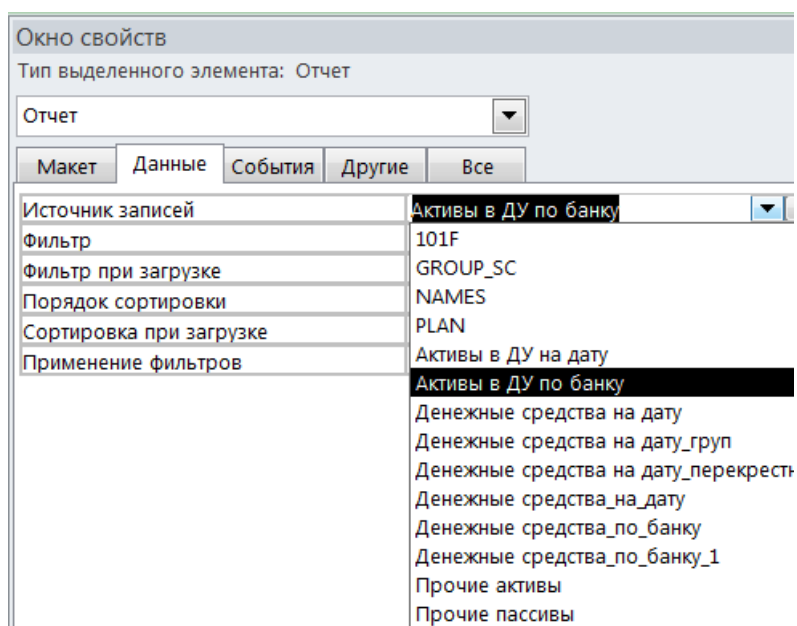 Окно свойств
Тип выделенного элемента: Отчет
Отчет
Макет Данные События Другие Все
Источник записей Активы в ДУ по банку
Фильтр 101F
Фильтр при загрузке GROUP_SC
Порядок сортировки NAMES
Сортировка при загрузке PLAN
Применение фильтров Активы в ДУ на дату
Активы в ДУ по банку
Денежные средства на дату
Денежные средства на дату_груп
Денежные средства на дату_перекрестн
Денежные средства_на_дату
Денежные средства_по_банку
Денежные средства_по_банку_1
Прочие активы
Прочие пассивы